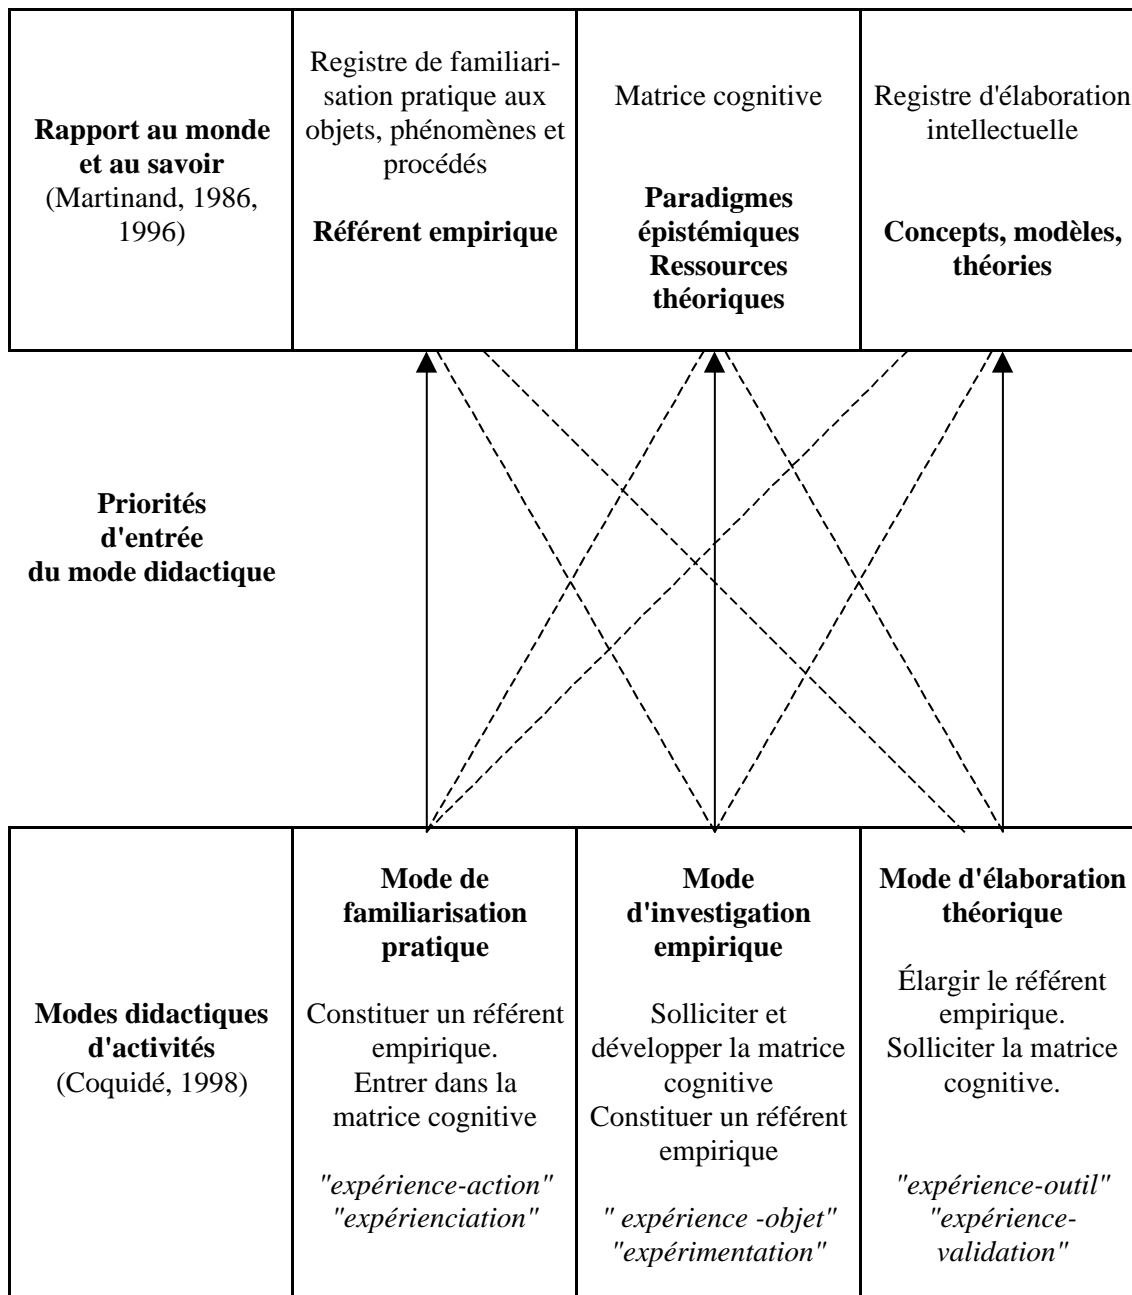 Rapport au monde
et au savoir
(Martinand, 1986,
1996)
Registre de familiari-
sation pratique aux
objets, phénomènes et
procédés
Référent empirique
Matrice cognitive
Paradigmes
épistémiques
Ressources
théoriques
Registre d'élaboration
intellectuelle
Concepts, modèles,
théories
Priorités
d'entrée
du mode didactique
Modes didactiques
d'activités
(Coquidé, 1998)
Mode de
familiarisation
pratique
Constituer un référent
empirique.
Entrer dans la
matrice cognitive
"expérience-action"
"expérienciation"
Mode
d'investigation
empirique
Solliciter et
développer la matrice
cognitive
Constituer un référent
empirique
" expérience -objet"
"expérimentation"
Mode d'élaboration
théorique
Élargir le référent
empirique.
Solliciter la matrice
cognitive.
"expérience-outil"
"expérience-
validation"